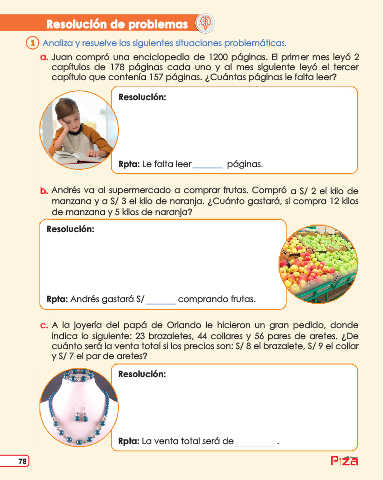 Resolución de problemas
1 Analiza y resuelve las siguientes situaciones problemáticas.
a. Juan compró una enciclopedia de 1200 páginas. El primer mes leyó 2
capítulos de 178 páginas cada uno y al mes siguiente leyó el tercer
capítulo que contenía 157 páginas. ¿Cuántas páginas le falta leer?
Resolución:
Rpta: Le falta leer_______ páginas.
b. Andrés va al supermercado a comprar frutas. Compró a S/ 2 el kilo de
manzana y a S/ 3 el kilo de naranja. ¿Cuánto gastará, si compra 12 kilos
de manzana y 5 kilos de naranja?
Resolución:
Rpta: Andrés gastará S/ _______ comprando frutas.
c. A la joyería del papá de Orlando le hicieron un gran pedido, donde
indica lo siguiente: 23 brazaletes, 44 collares y 56 pares de aretes. ¿De
cuánto será la venta total si los precios son: S/ 8 el brazalete, S/ 9 el collar
y S/ 7 el par de aretes?
Resolución:
Rpta: La venta total será de__________.
78